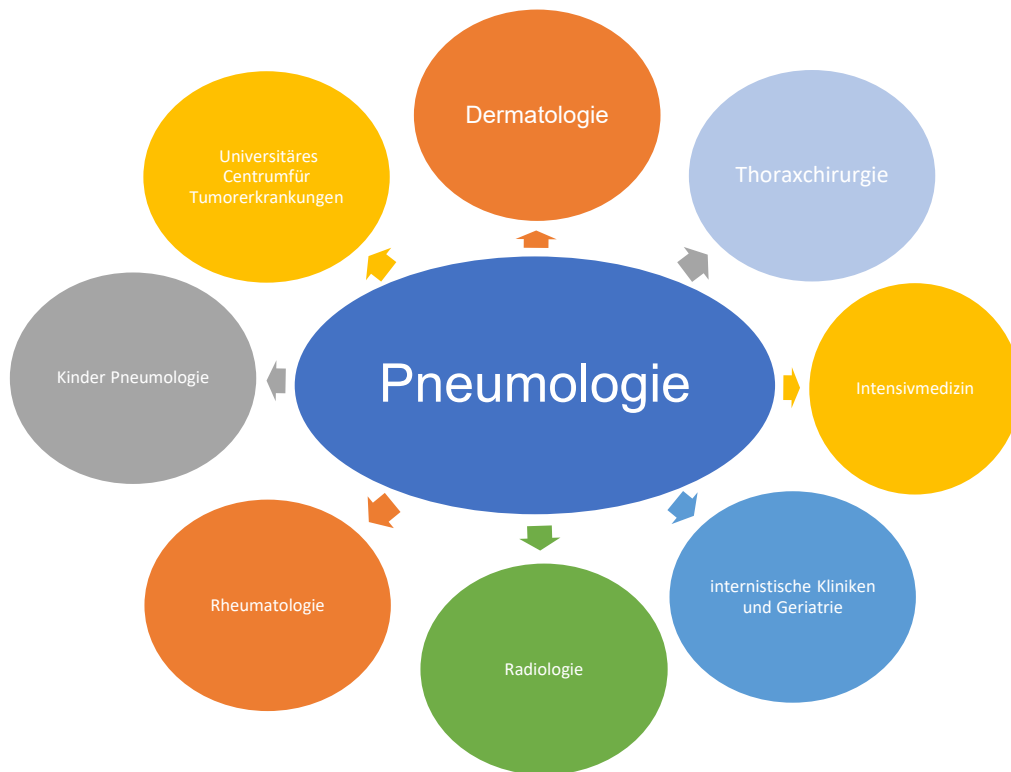 Dermatologie
Universitäres
Centrumfür
Tumorerkrankungen
Thoraxchirurgie
Kinder Pneumologie
Pneumologie
Intensivmedizin
Rheumatologie
internistische Kliniken
und Geriatrie
Radiologie